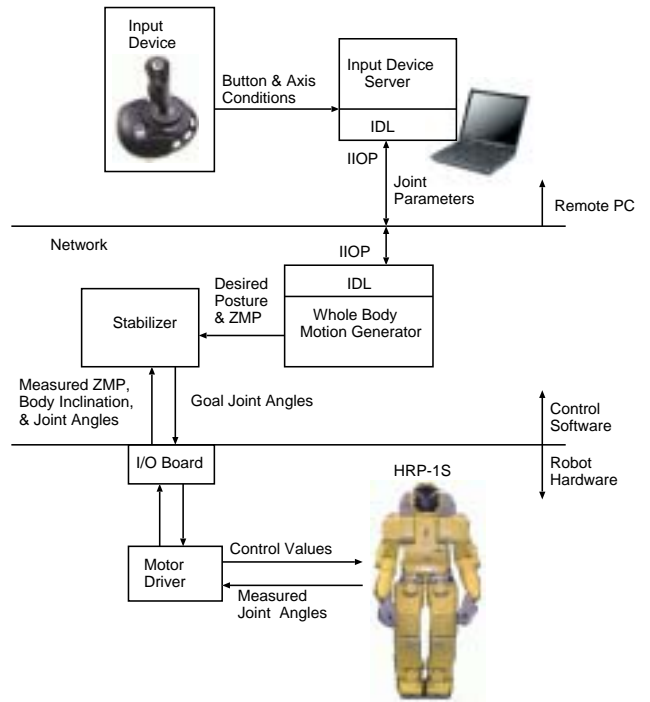 Input
Device
Button & Axis
Conditions
Input Device
Server
IDL
IIOP
Joint
Parameters
Remote PC
Network
IIOP
IDL
Whole Body
Motion Generator
Desired
Posture
& ZMP
Stabilizer
Measured ZMP,
Body Inclination,
& Joint Angles
Goal Joint Angles
Control
Software
I/O Board
Robot
Hardware
HRP-1S
Motor
Driver
Control Values
Measured
Joint Angles